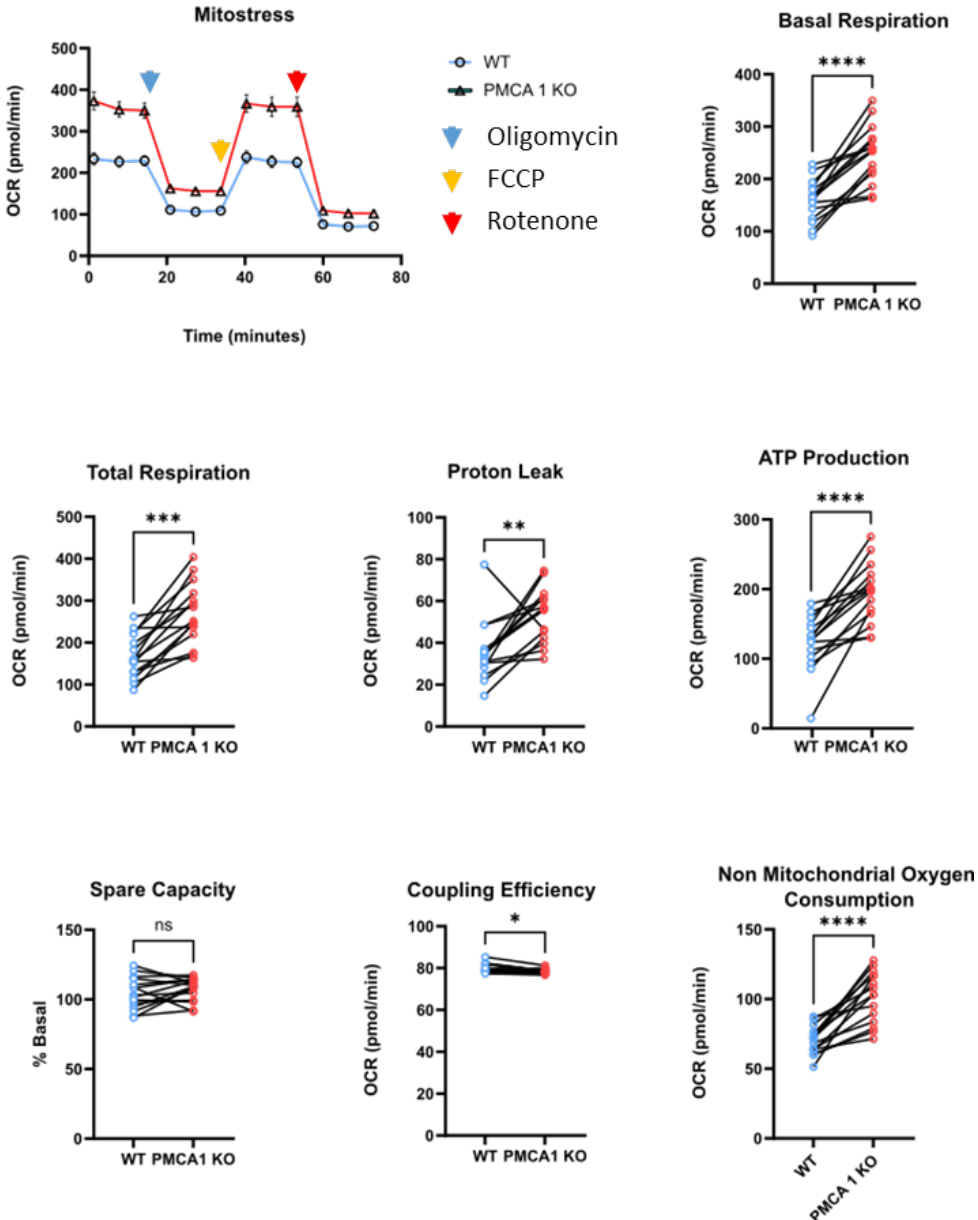 Mitostress
500
400
300
200
100
0
OCR (pmol/min)
0 20 40 60 80
Time (minutes)
WT
PMCA 1 KO
Oligomycin
FCCP
Rotenone
Basal Respiration
****
400
300
200
100
0
OCR (pmol/min)
WT PMCA 1 KO
Total Respiration
***
500
400
300
200
100
0
OCR (pmol/min)
WT PMCA 1 KO
Proton Leak
**
100
80
60
40
20
0
OCR (pmol/min)
WT PMCA1 KO
ATP Production
****
300
200
100
0
OCR (pmol/min)
WT PMCA1 KO
Spare Capacity
ns
150
100
50
0
% Basal
WT PMCA1 KO
Coupling Efficiency
*
100
80
60
40
20
0
OCR (pmol/min)
WT PMCA1 KO
Non Mitochondrial Oxygen
Consumption
****
150
100
50
0
OCR (pmol/min)
WT
PMCA 1 KO